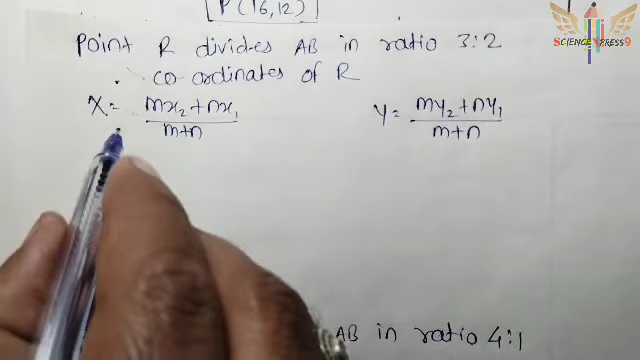 P(16,12)
SCIENCE XPRESS9
Point R divides AB in ratio 3:2
co-ordinates of R
X = mx₂+nx₁ / m+n Y = my₂+ny₁ / m+n
AB in ratio 4:1